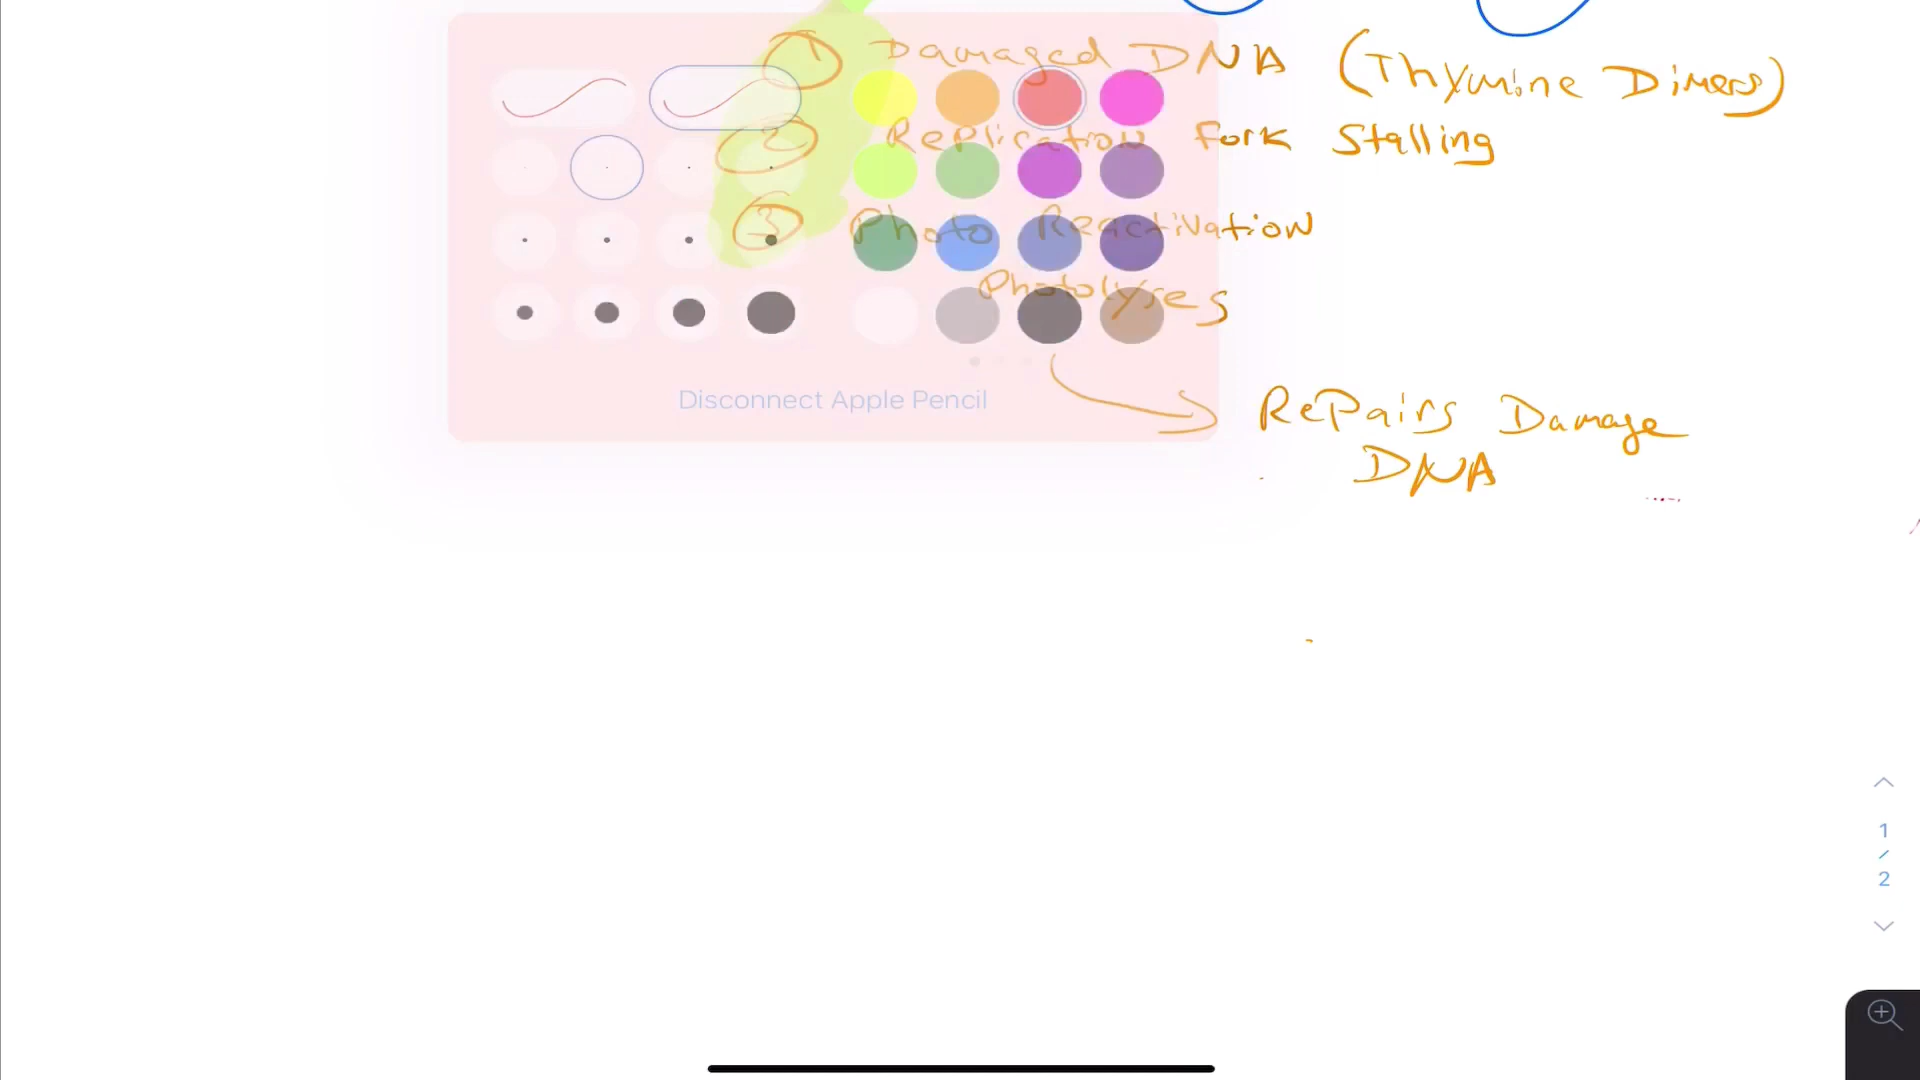 1 Damaged DNA (Thymine Dimers)
2 Replication Fork Stalling
3 Photo Reactivation
Photolyses
Disconnect Apple Pencil
RePairs Damage
DNA
1
/
2